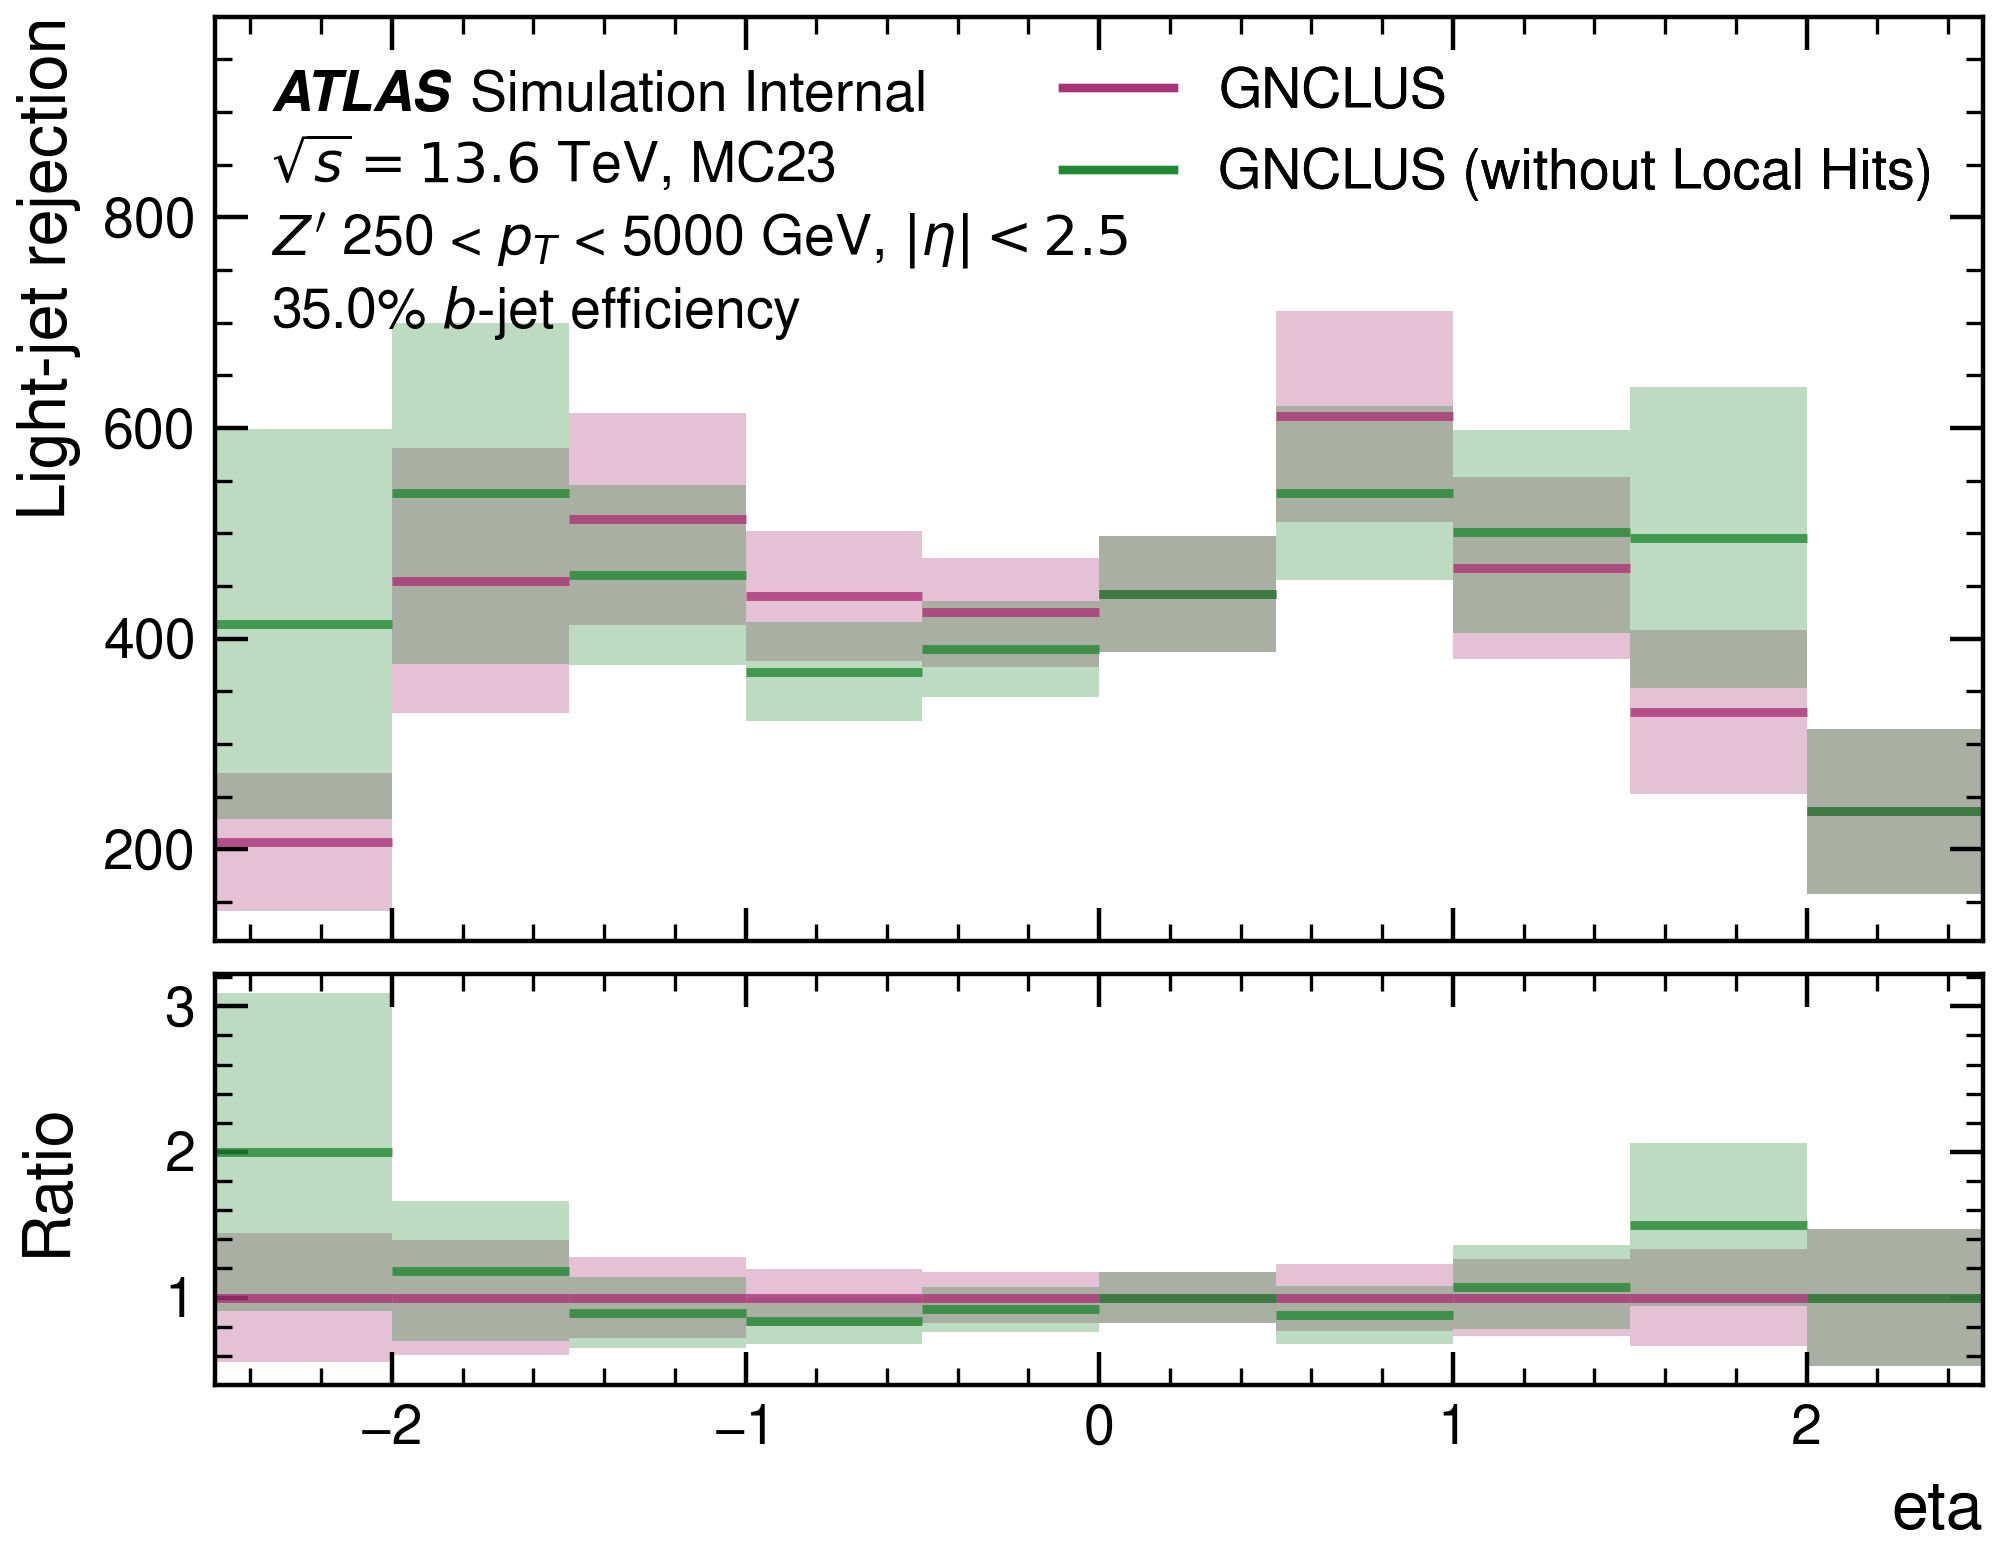 Light-jet rejection
ATLAS Simulation Internal
√s = 13.6 TeV, MC23
Z′ 250 < pT < 5000 GeV, |η| < 2.5
35.0% b-jet efficiency
GNCLUS
GNCLUS (without Local Hits)
800
600
400
200
Ratio
3
2
1
−2
−1
0
1
2
eta